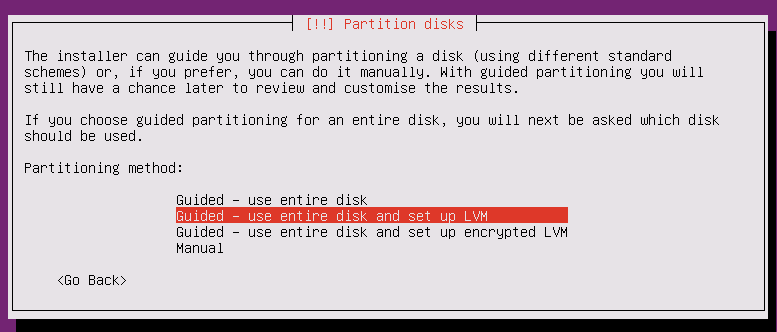 [!!] Partition disks
The installer can guide you through partitioning a disk (using different standard
schemes) or, if you prefer, you can do it manually. With guided partitioning you will
still have a chance later to review and customise the results.
If you choose guided partitioning for an entire disk, you will next be asked which disk
should be used.
Partitioning method:
Guided - use entire disk
Guided - use entire disk and set up LVM
Guided - use entire disk and set up encrypted LVM
Manual
<Go Back>